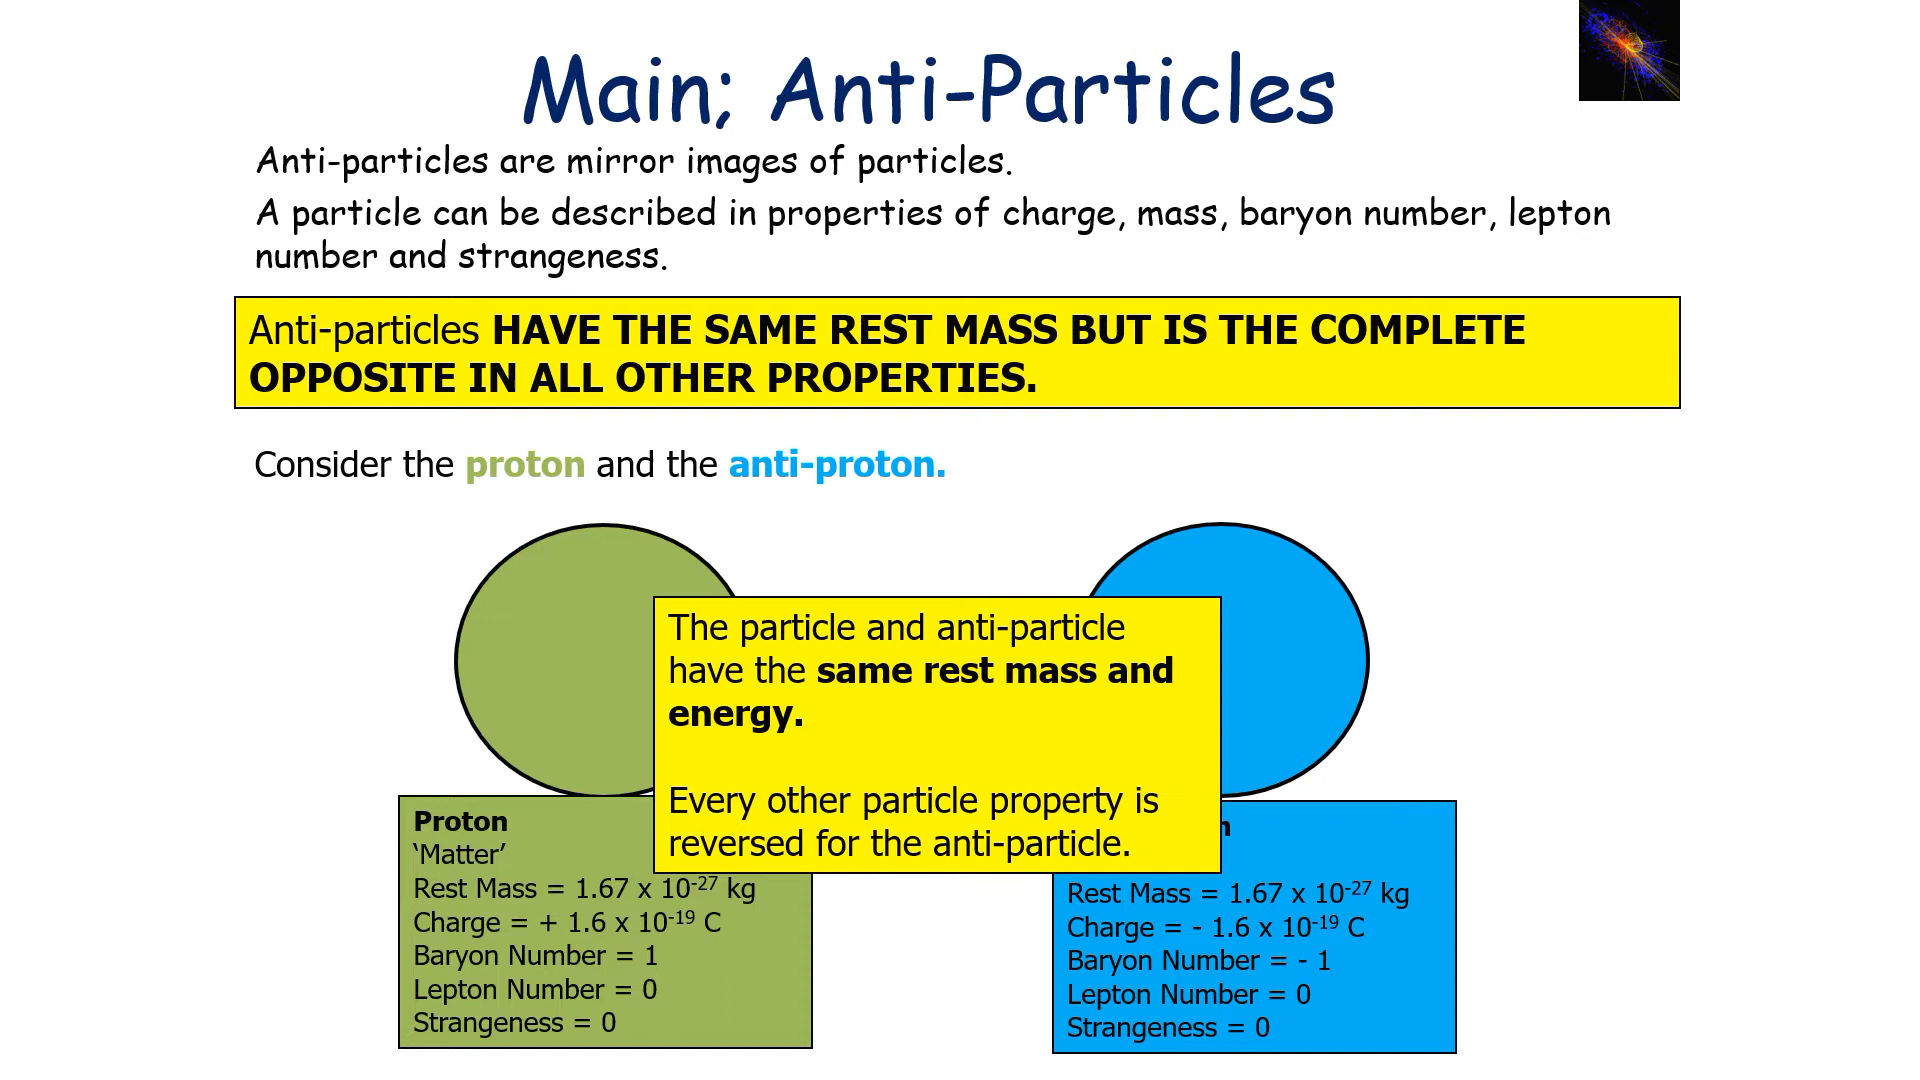 Main; Anti-Particles
Anti-particles are mirror images of particles.
A particle can be described in properties of charge, mass, baryon number, lepton
number and strangeness.
Anti-particles HAVE THE SAME REST MASS BUT IS THE COMPLETE
OPPOSITE IN ALL OTHER PROPERTIES.
Consider the proton and the anti-proton.
The particle and anti-particle
have the same rest mass and
energy.
Every other particle property is
reversed for the anti-particle.
Proton
‘Matter’
Rest Mass = 1.67 x 10-27 kg
Charge = + 1.6 x 10-19 C
Baryon Number = 1
Lepton Number = 0
Strangeness = 0
Rest Mass = 1.67 x 10-27 kg
Charge = - 1.6 x 10-19 C
Baryon Number = - 1
Lepton Number = 0
Strangeness = 0